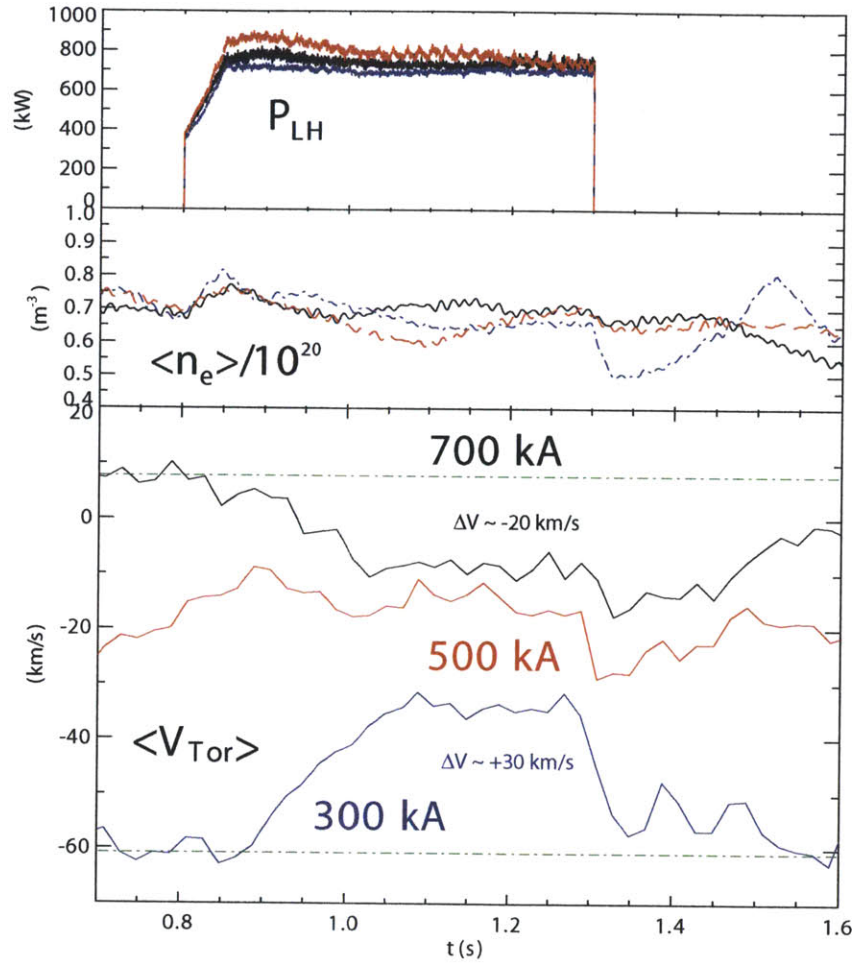 1000
800
600
400
200
0
(kW)
P_LH
1.0
0.9
0.8
0.7
0.6
0.5
0.4
(m⁻³)
<n_e>/10²⁰
20
0
-20
-40
-60
(km/s)
700 kA
ΔV ~ -20 km/s
500 kA
<V_Tor>
ΔV ~ +30 km/s
300 kA
0.8 1.0 1.2 1.4 1.6
t (s)